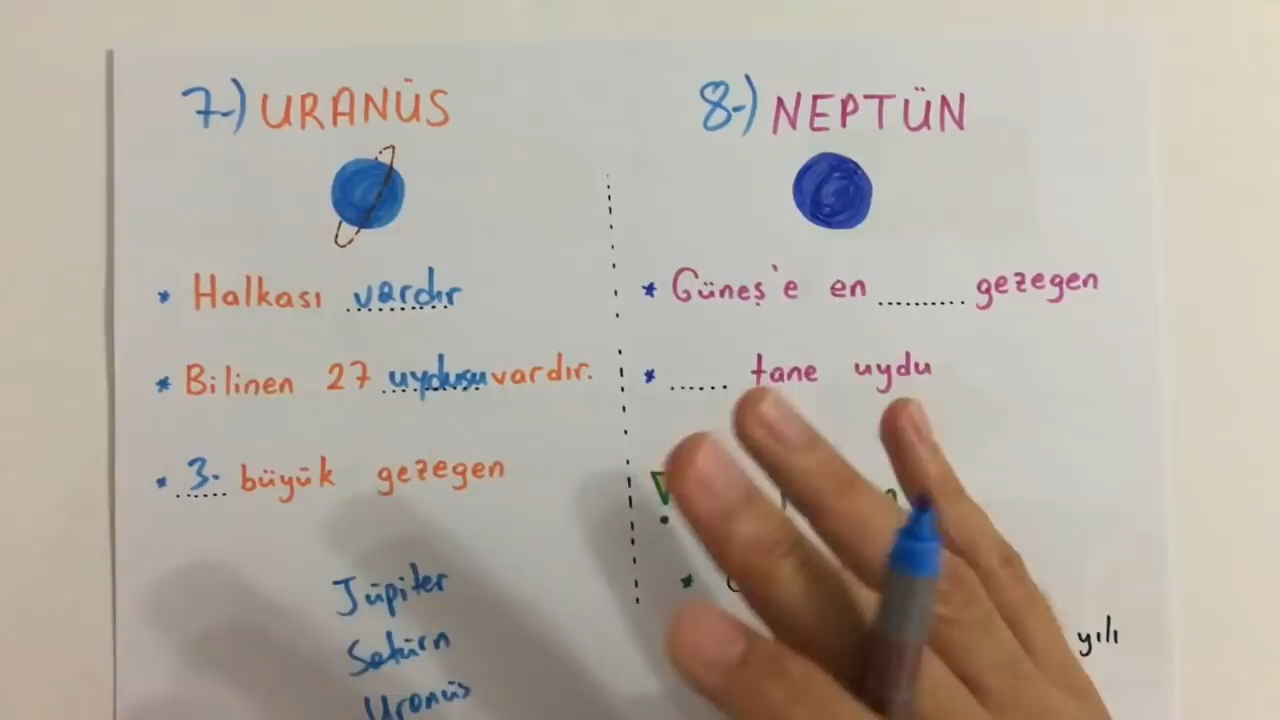 7-) URANÜS
* Halkası vardır
* Bilinen 27 uydusu vardır.
* 3. büyük gezegen
Jüpiter
Satürn
Uranüs
8-) NEPTÜN
* Güneş'e en ......... gezegen
* ...... tane uydu
yılı